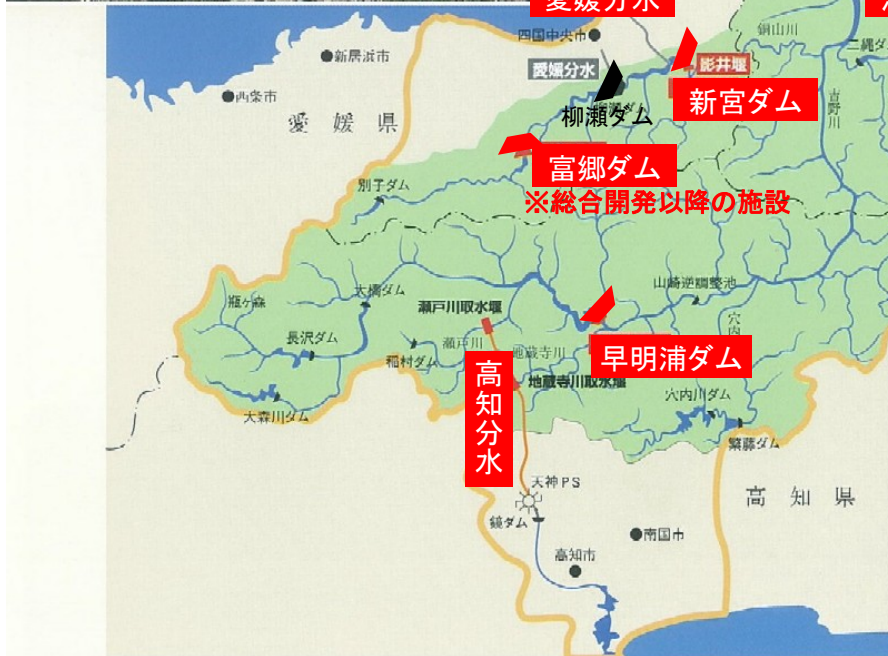 愛媛分水
四国中央市
銅山川
新居浜市
愛媛分水
影井堰
西条市
新宮ダム
吉野川
愛媛県
柳瀬ダム
富郷ダム
別子ダム
※総合開発以降の施設
山崎逆調整池
大橋ダム
瓶ヶ森
瀬戸川取水堰
穴内
長沢ダム
瀬戸川
地蔵寺川
稲村ダム
早明浦ダム
高知分水
地蔵寺川取水堰
穴内川ダム
大森川ダム
繁藤ダム
天神PS
高知県
鏡ダム
南国市
高知市